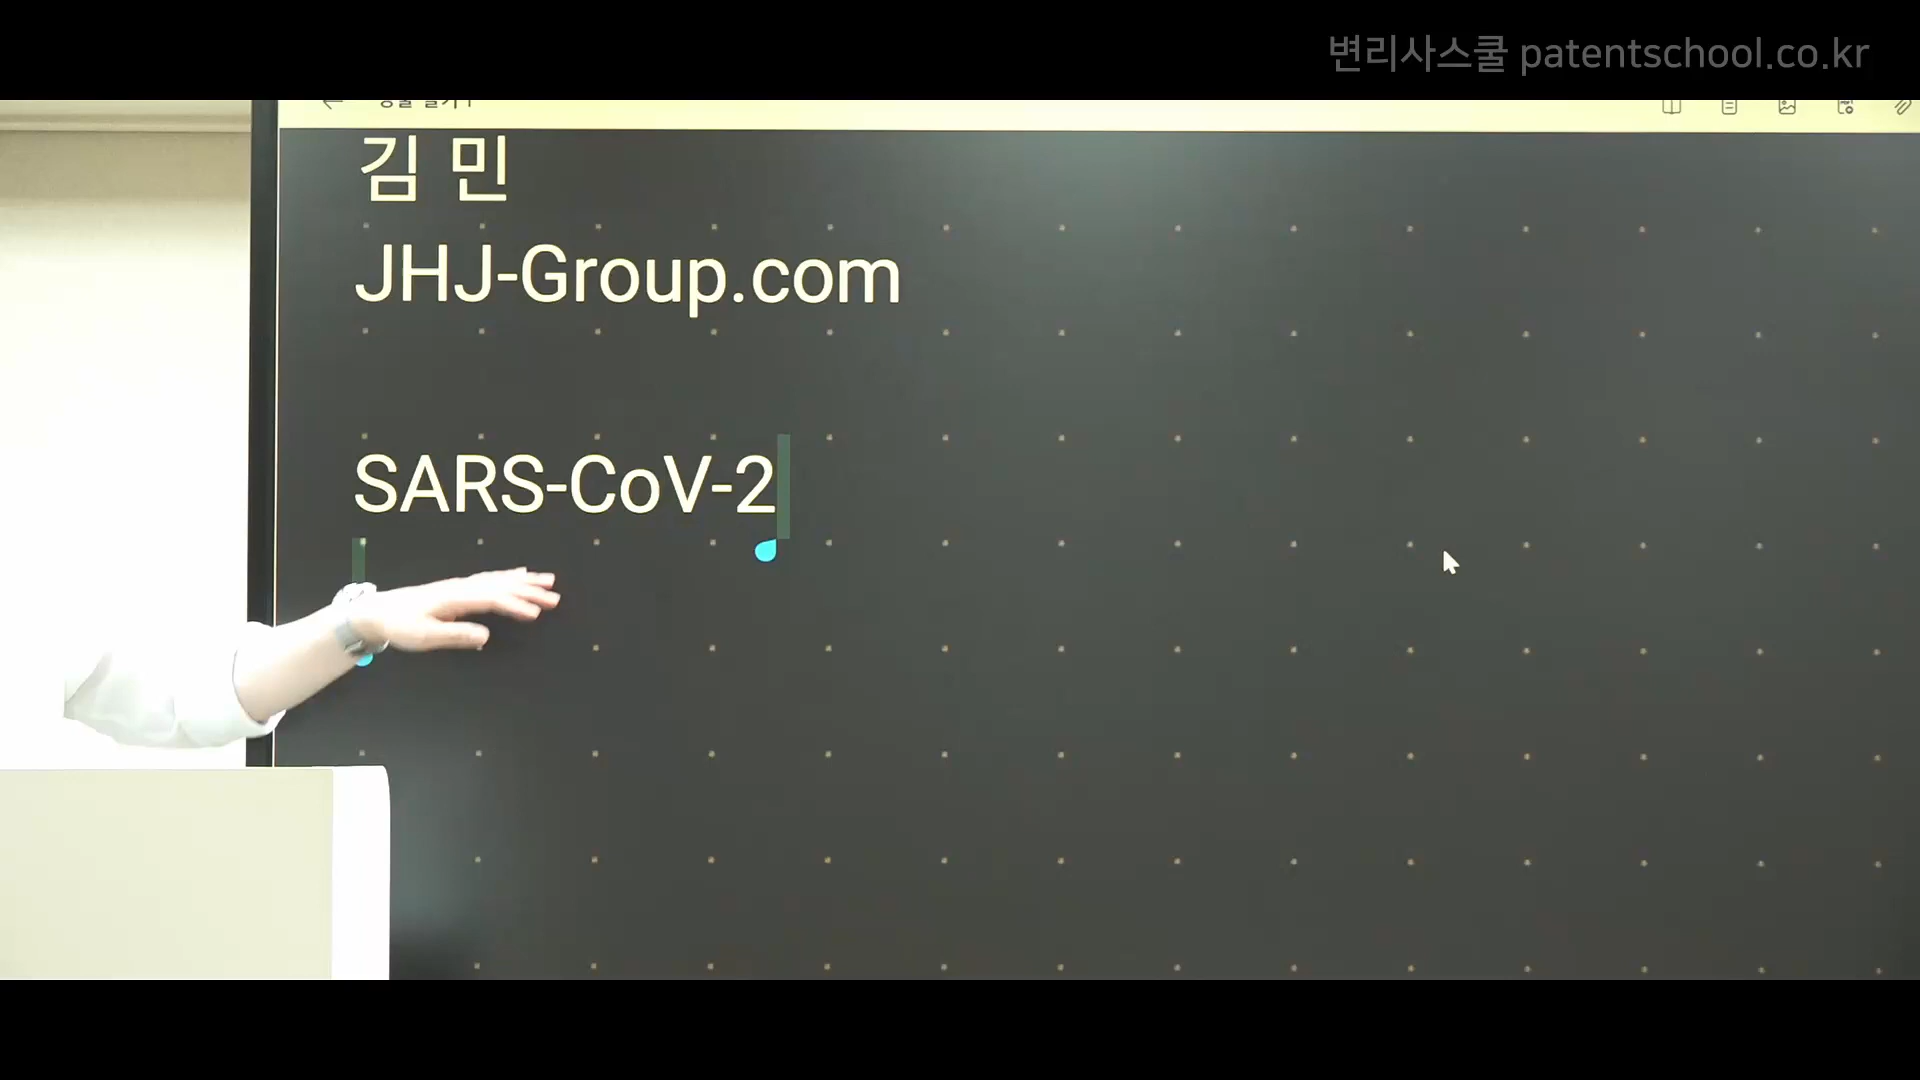 변리사스쿨 patentschool.co.kr
김 민
JHJ-Group.com
SARS-CoV-2